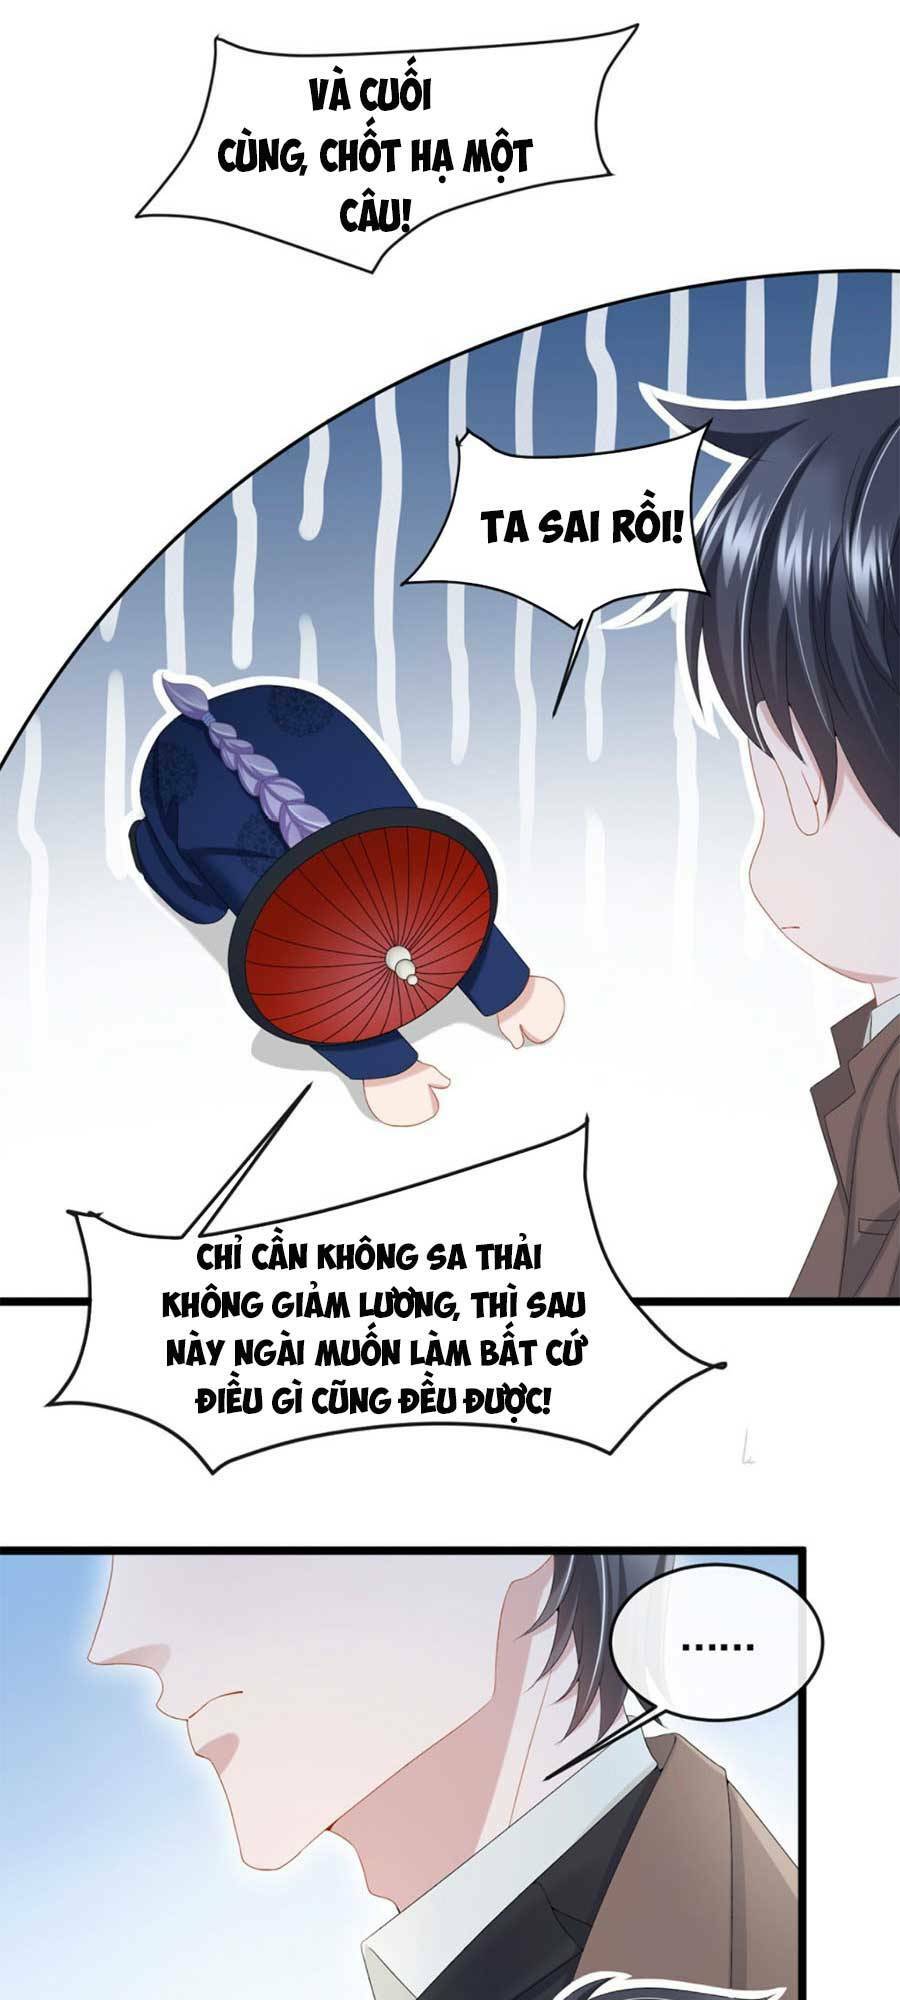 VÀ CUỐI
CÙNG, CHỐT HẠ MỘT
CÂU!
TA SAI RỒI!
CHỈ CẦN KHÔNG SA THẢI
KHÔNG GIẢM LƯƠNG, THÌ SAU
NÀY NGÀI MUỐN LÀM BẤT CỨ
ĐIỀU GÌ CŨNG ĐỀU ĐƯỢC!
......